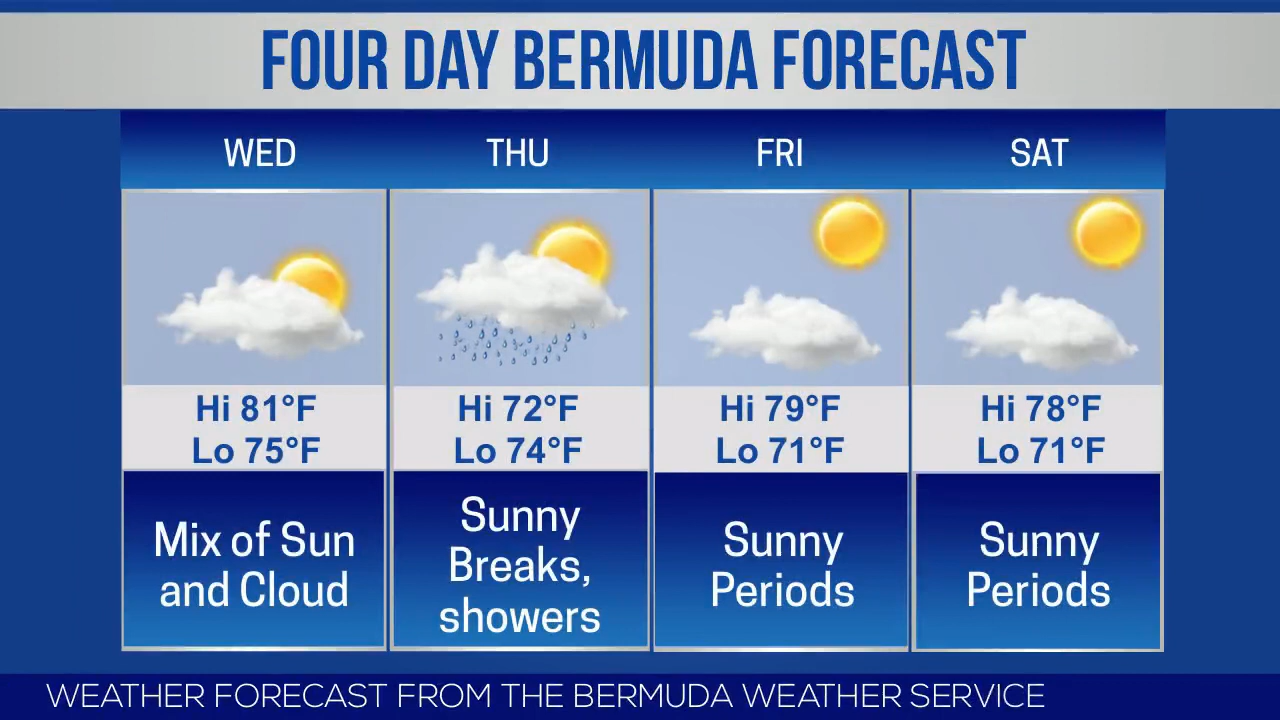 FOUR DAY BERMUDA FORECAST
WED
THU
FRI
SAT
Hi 81°F
Lo 75°F
Hi 72°F
Lo 74°F
Hi 79°F
Lo 71°F
Hi 78°F
Lo 71°F
Mix of Sun
and Cloud
Sunny
Breaks,
showers
Sunny
Periods
Sunny
Periods
WEATHER FORECAST FROM THE BERMUDA WEATHER SERVICE